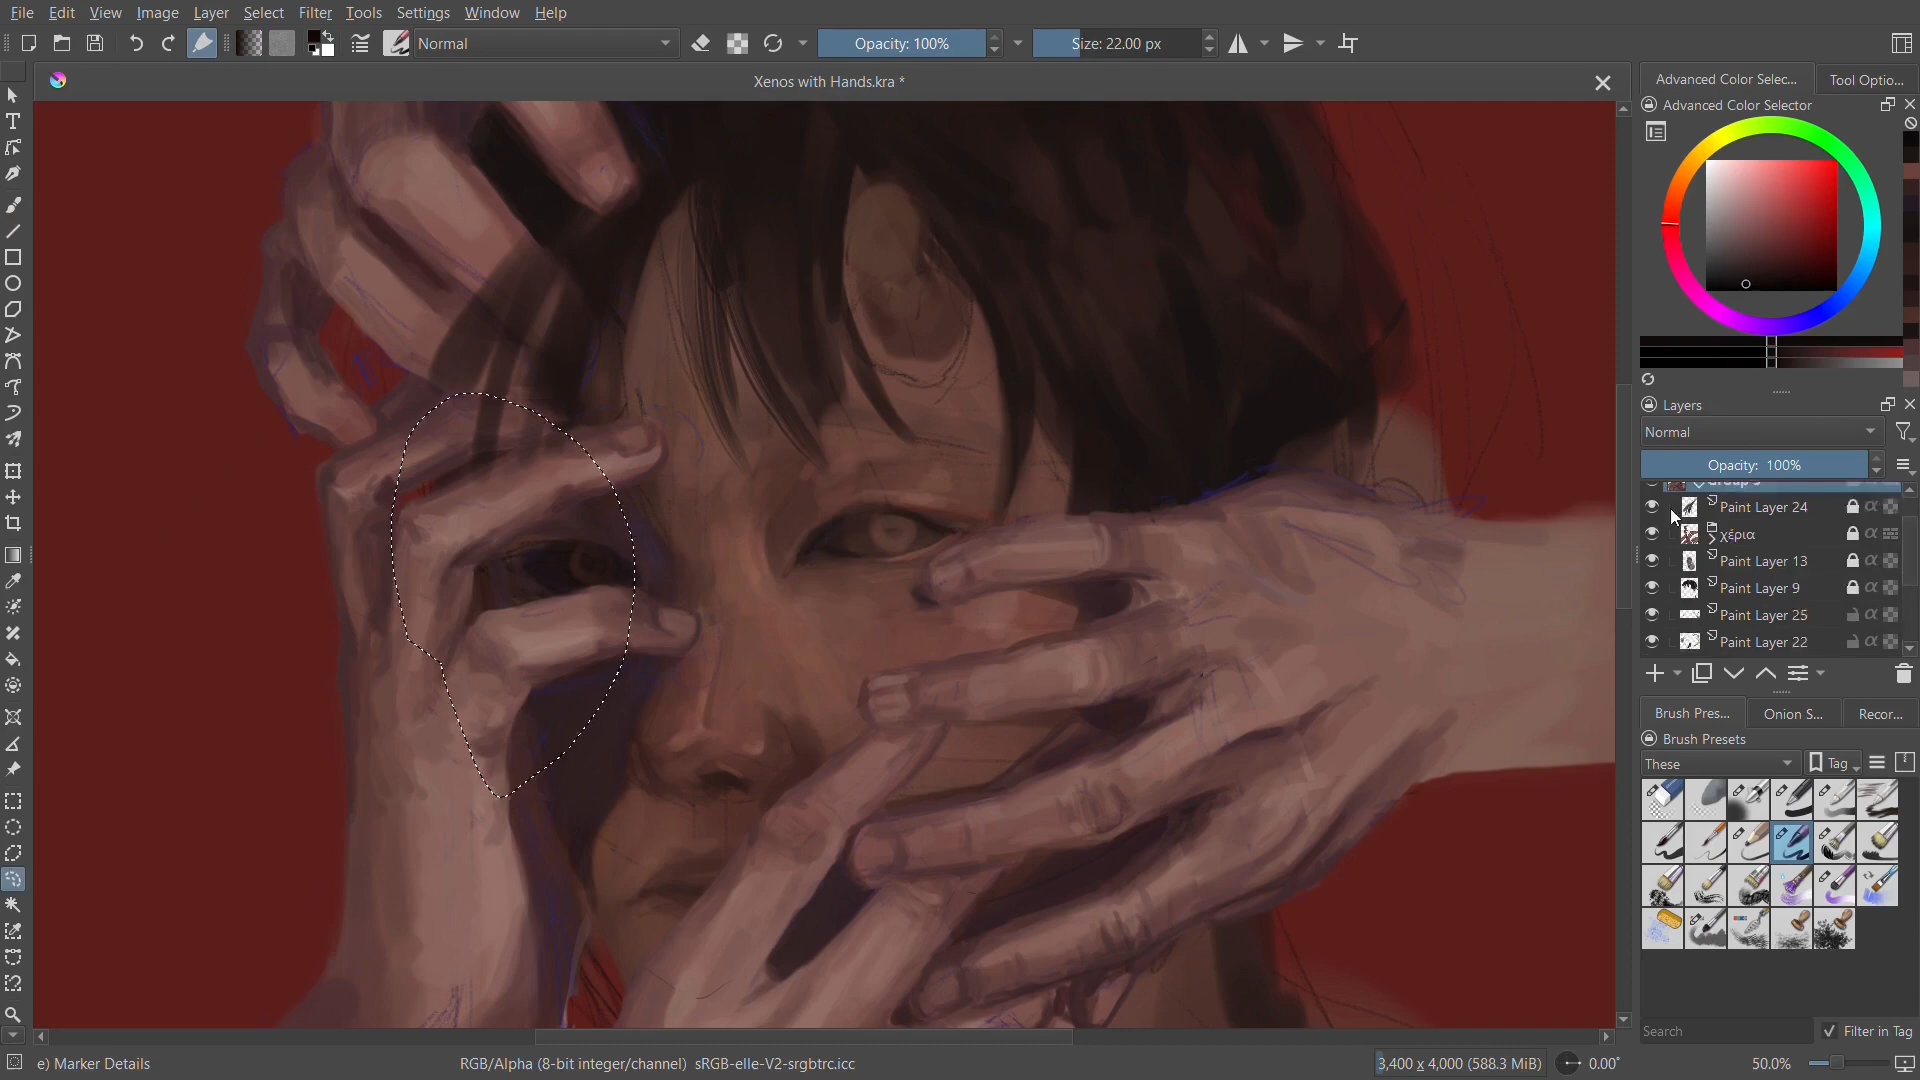 File Edit View Image Layer Select Filter Tools Settings Window Help
Normal Opacity: 100% Size: 22.00 px
Xenos with Hands.kra *
Advanced Color Selec... Tool Optio...
Advanced Color Selector
Layers
Normal
Opacity: 100%
Paint Layer 24
χέρια
Paint Layer 13
Paint Layer 9
Paint Layer 25
Paint Layer 22
Brush Pres... Onion S... Recor...
Brush Presets
These Tag
Search Filter in Tag
e) Marker Details RGB/Alpha (8-bit integer/channel) sRGB-elle-V2-srgbtrc.icc 3,400 x 4,000 (588.3 MiB) 0.00° 50.0%